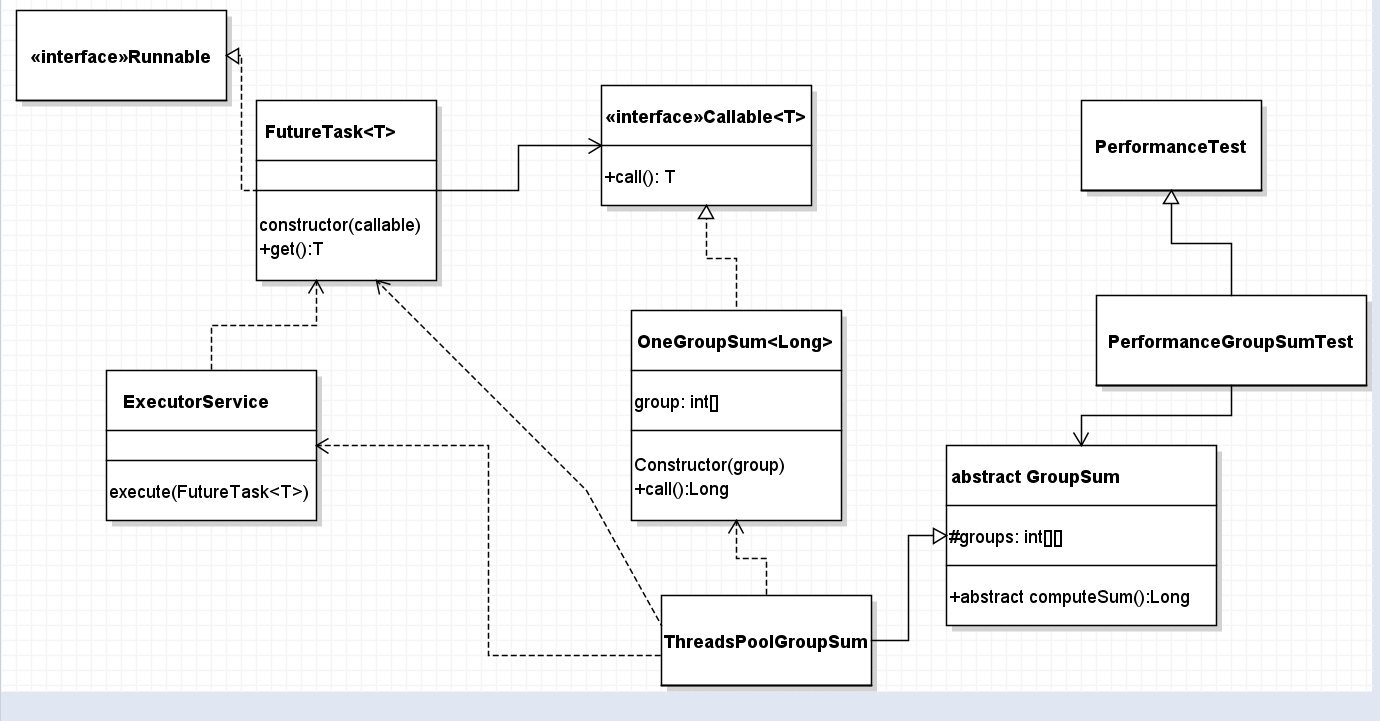 «interface»Runnable
FutureTask<T>
constructor(callable)
+get():T
«interface»Callable<T>
+call(): T
PerformanceTest
PerformanceGroupSumTest
ExecutorService
execute(FutureTask<T>)
OneGroupSum<Long>
group: int[]
Constructor(group)
+call():Long
abstract GroupSum
#groups: int[][]
+abstract computeSum():Long
ThreadsPoolGroupSum